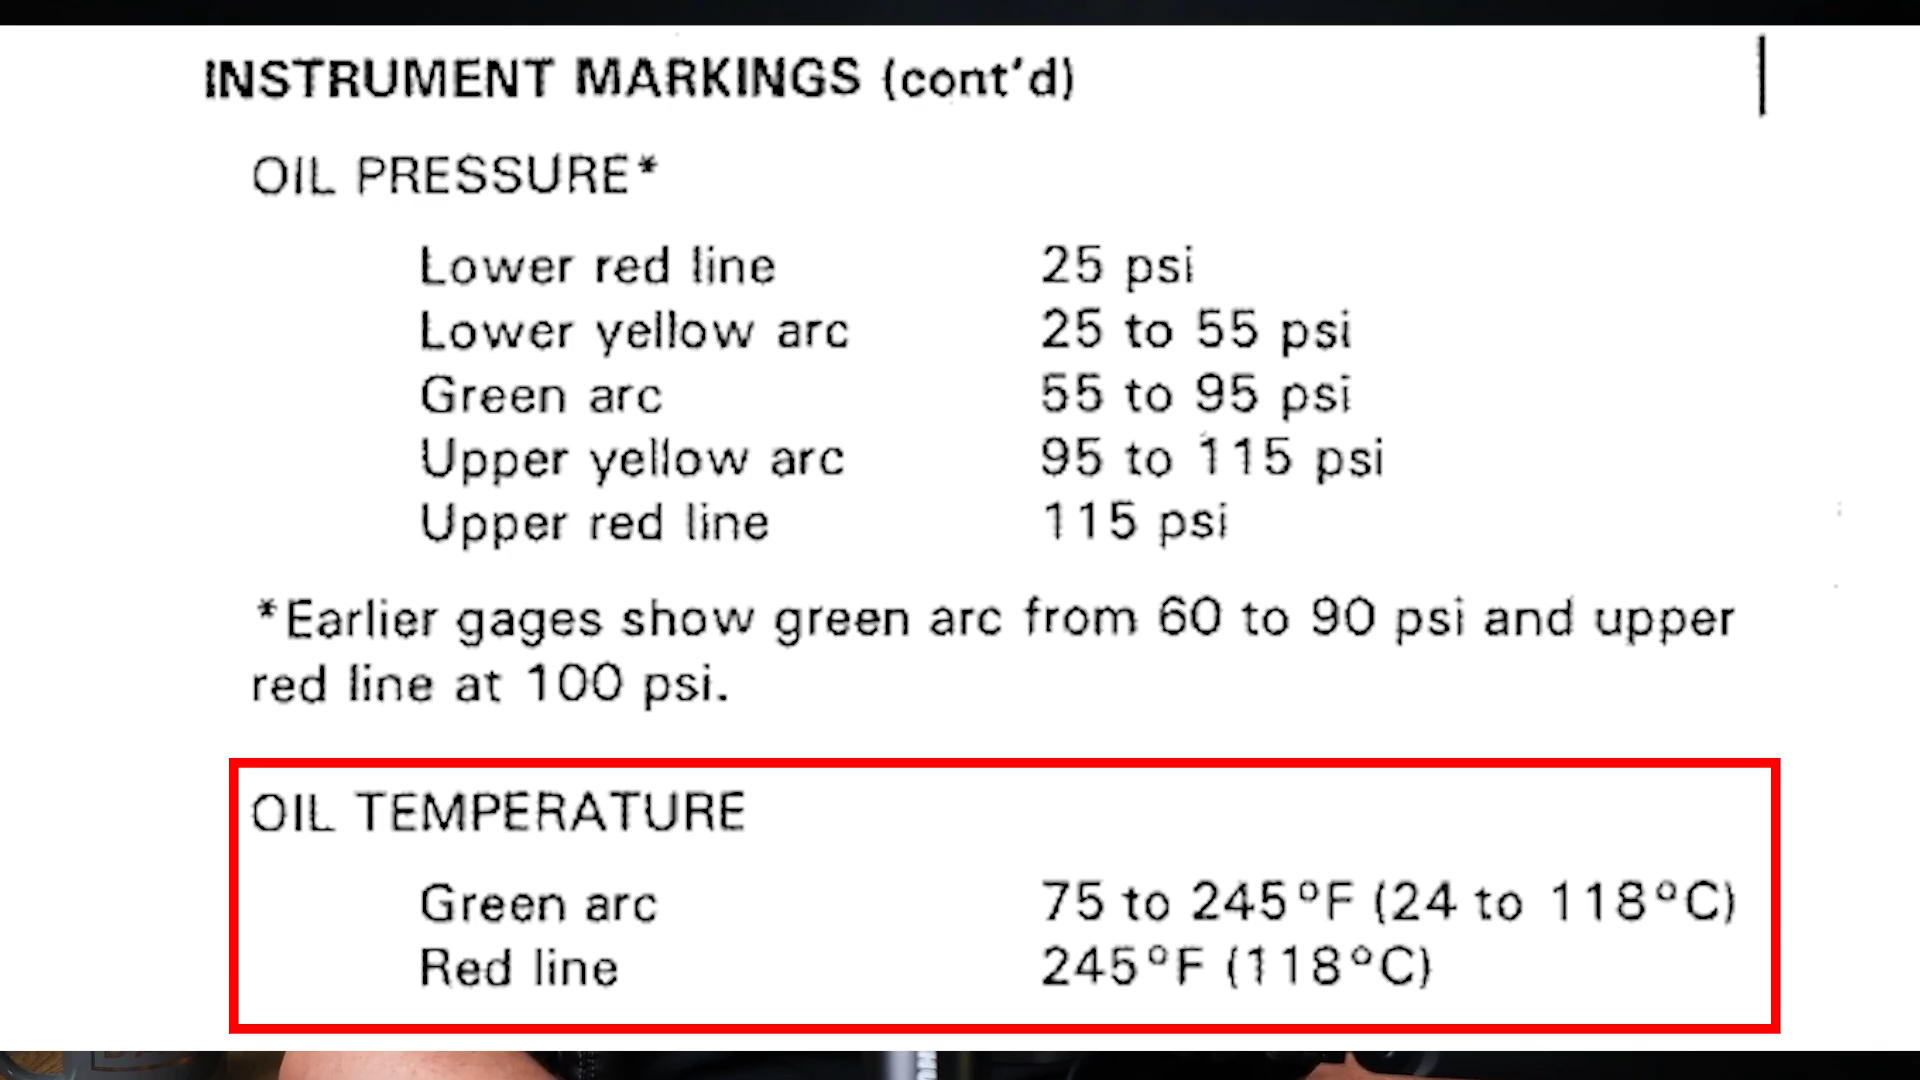 INSTRUMENT MARKINGS (cont'd)
OIL PRESSURE*
Lower red line 25 psi
Lower yellow arc 25 to 55 psi
Green arc 55 to 95 psi
Upper yellow arc 95 to 115 psi
Upper red line 115 psi
*Earlier gages show green arc from 60 to 90 psi and upper
red line at 100 psi.
OIL TEMPERATURE
Green arc 75 to 245°F (24 to 118°C)
Red line 245°F (118°C)